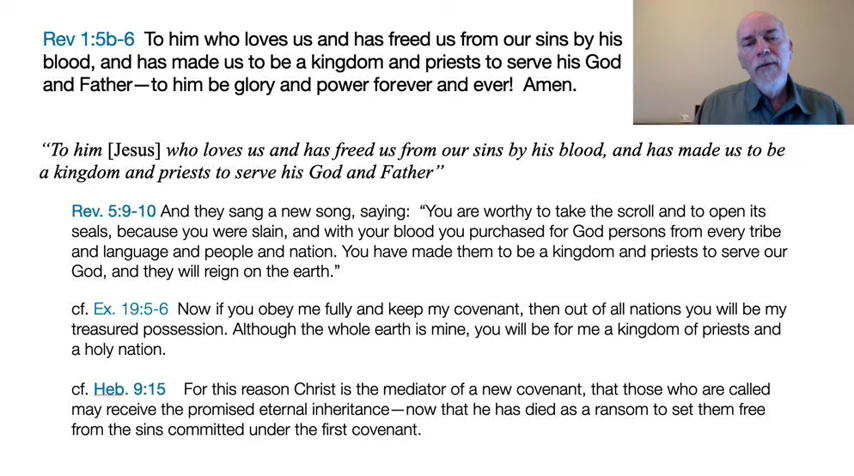 Rev 1:5b-6 To him who loves us and has freed us from our sins by his
blood, and has made us to be a kingdom and priests to serve his God
and Father—to him be glory and power forever and ever! Amen.
“To him [Jesus] who loves us and has freed us from our sins by his blood, and has made us to be
a kingdom and priests to serve his God and Father”
Rev. 5:9-10 And they sang a new song, saying: “You are worthy to take the scroll and to open its
seals, because you were slain, and with your blood you purchased for God persons from every tribe
and language and people and nation. You have made them to be a kingdom and priests to serve our
God, and they will reign on the earth.”
cf. Ex. 19:5-6 Now if you obey me fully and keep my covenant, then out of all nations you will be my
treasured possession. Although the whole earth is mine, you will be for me a kingdom of priests and
a holy nation.
cf. Heb. 9:15 For this reason Christ is the mediator of a new covenant, that those who are called
may receive the promised eternal inheritance—now that he has died as a ransom to set them free
from the sins committed under the first covenant.